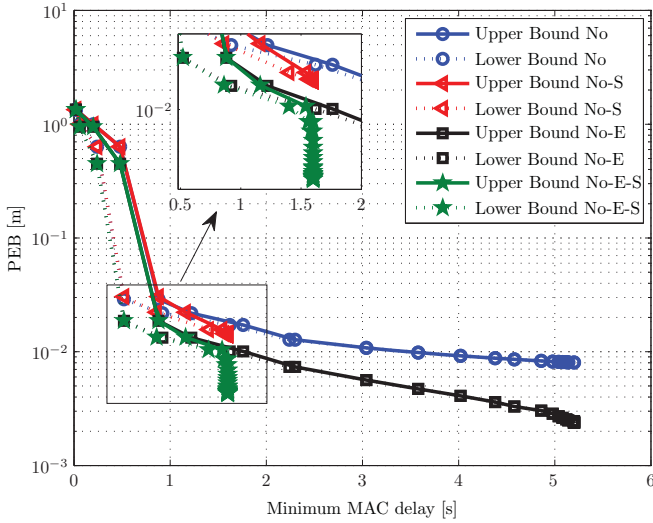 10^1
10^0
10^-1
10^-2
10^-3
PEB [m]
0 1 2 3 4 5 6
Minimum MAC delay [s]
10^-2
0.5 1 1.5 2
Upper Bound No
Lower Bound No
Upper Bound No-S
Lower Bound No-S
Upper Bound No-E
Lower Bound No-E
Upper Bound No-E-S
Lower Bound No-E-S